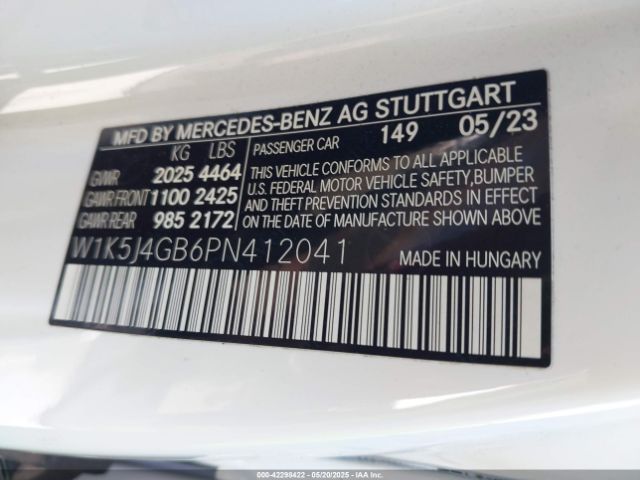 MFD BY MERCEDES-BENZ AG STUTTGART
KG LBS PASSENGER CAR 149 05/23
GVWR 2025 4464
GAWR FRONT 1100 2425
GAWR REAR 985 2172
THIS VEHICLE CONFORMS TO ALL APPLICABLE
U.S. FEDERAL MOTOR VEHICLE SAFETY, BUMPER
AND THEFT PREVENTION STANDARDS IN EFFECT
ON THE DATE OF MANUFACTURE SHOWN ABOVE.
W1K5J4GB6PN412041 MADE IN HUNGARY
000-42298422 - 05/20/2025 - IAAI, Inc.